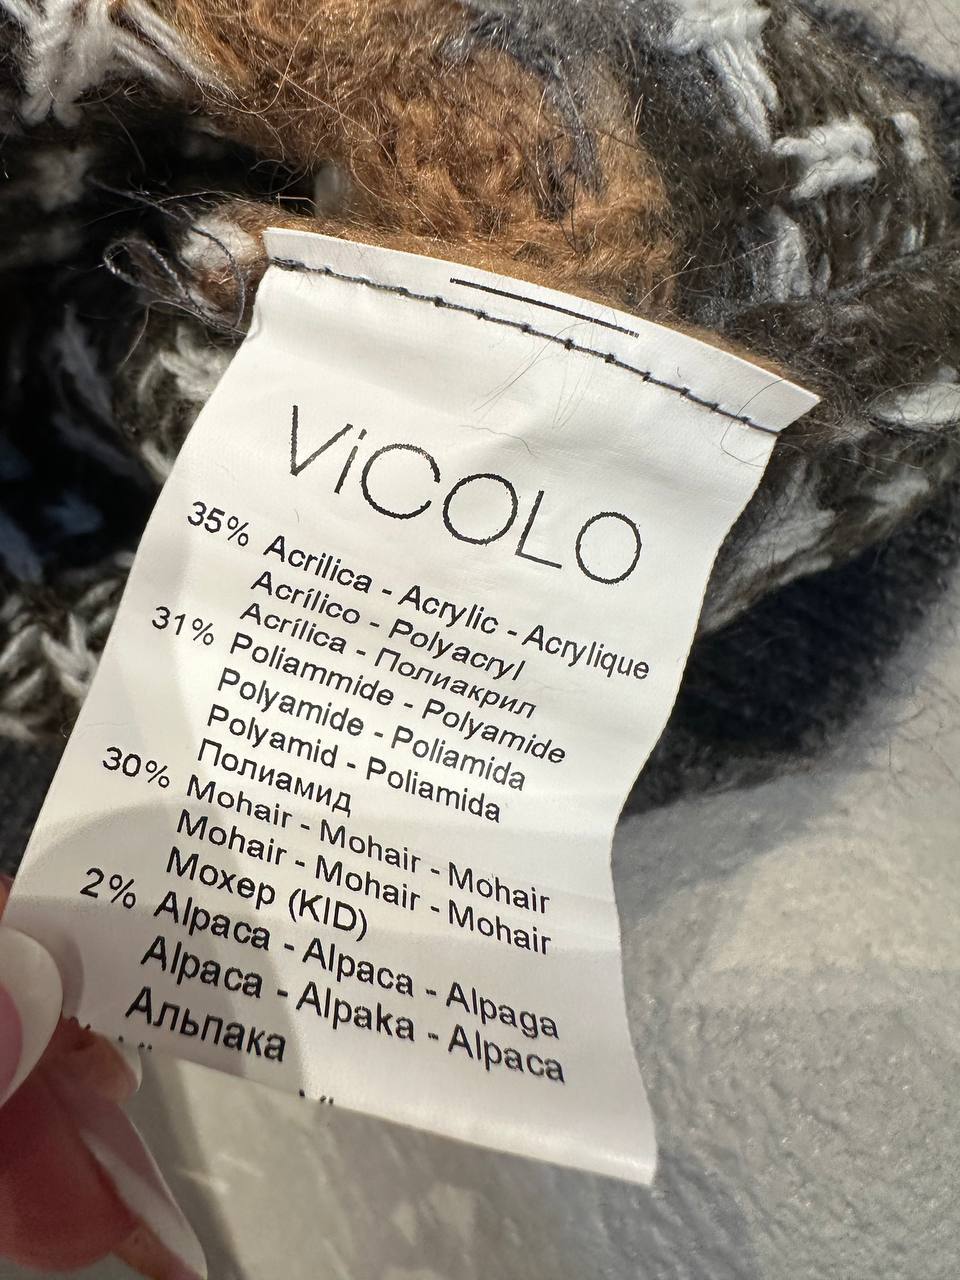 ViCOLO
35% Acrilica - Acrylic - Acrylique
Acrílico - Polyacryl
Acrílica - Полиакрил
31% Poliammide - Polyamide
Polyamide - Poliamida
Polyamid - Poliamida
Полиамид
30% Mohair - Mohair - Mohair
Mohair - Mohair - Mohair
Мохер (KID)
2% Alpaca - Alpaca - Alpaga
Alpaca - Alpaka - Alpaca
Альпака